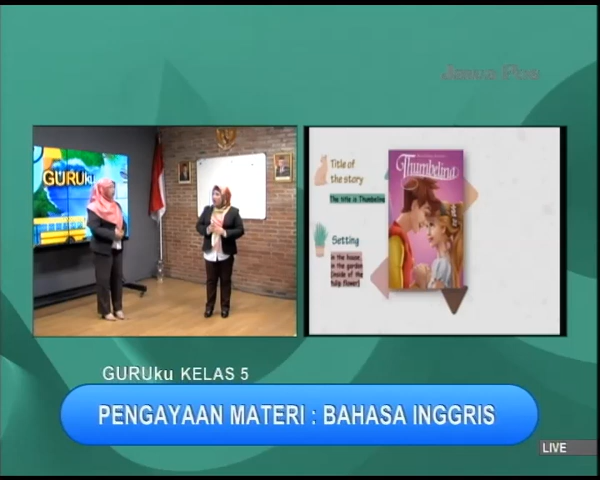 Jawa Pos
GURUku
Title of
the story
The title is Thumbelina
Setting
in the house,
in the garden
(inside of the
tulip flower)
Thumbelina
GURUku KELAS 5
PENGAYAAN MATERI : BAHASA INGGRIS
LIVE